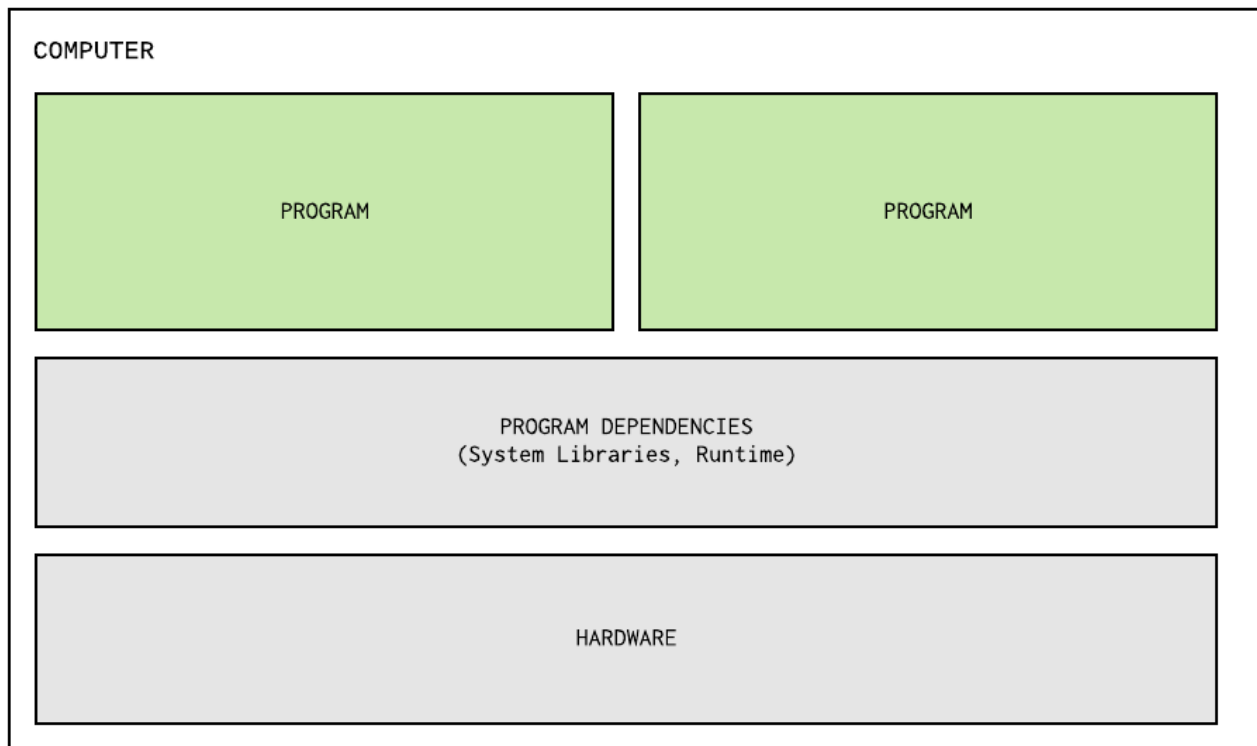 COMPUTER
PROGRAM
PROGRAM
PROGRAM DEPENDENCIES
(System Libraries, Runtime)
HARDWARE